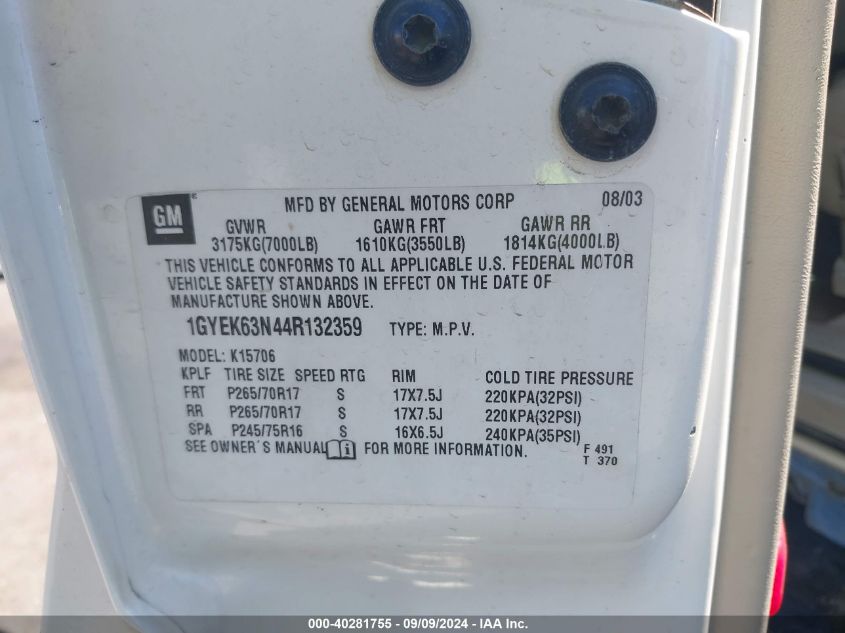 GM
MFD BY GENERAL MOTORS CORP 08/03
GVWR GAWR FRT GAWR RR
3175KG(7000LB) 1610KG(3550LB) 1814KG(4000LB)
THIS VEHICLE CONFORMS TO ALL APPLICABLE U.S. FEDERAL MOTOR
VEHICLE SAFETY STANDARDS IN EFFECT ON THE DATE OF
MANUFACTURE SHOWN ABOVE.
1GYEK63N44R132359 TYPE: M.P.V.
MODEL: K15706
KPLF TIRE SIZE SPEED RTG RIM COLD TIRE PRESSURE
FRT P265/70R17 S 17X7.5J 220KPA(32PSI)
RR P265/70R17 S 17X7.5J 220KPA(32PSI)
SPA P245/75R16 S 16X6.5J 240KPA(35PSI)
SEE OWNER'S MANUAL i FOR MORE INFORMATION. F 491
T 370
000-40281755 - 09/09/2024 - IAA Inc.